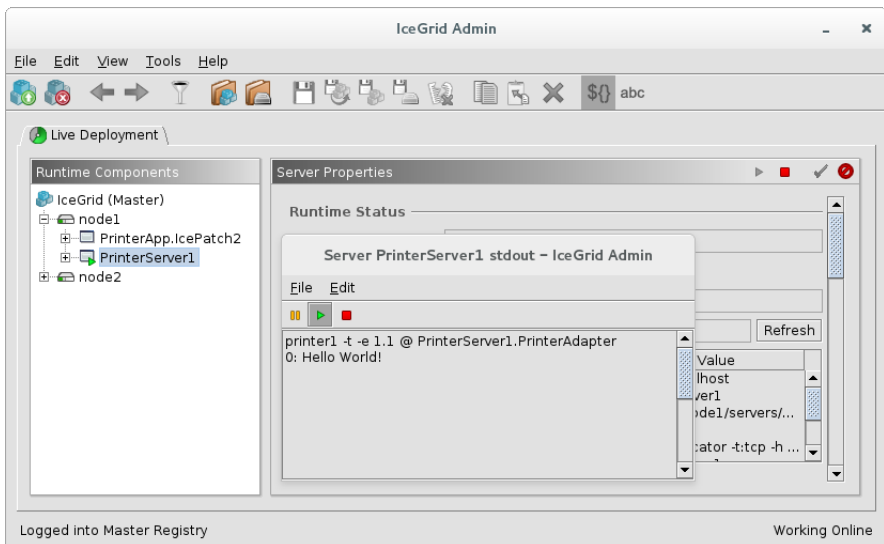 IceGrid Admin
File Edit View Tools Help
${} abc
Live Deployment
Runtime Components
Server Properties
IceGrid (Master)
node1
PrinterApp.IcePatch2
PrinterServer1
node2
Runtime Status
Server PrinterServer1 stdout – IceGrid Admin
File Edit
printer1 -t -e 1.1 @ PrinterServer1.PrinterAdapter
0: Hello World!
Refresh
Value
lhost
ver1
ode1/servers/...
cator -t:tcp -h ...
Logged into Master Registry
Working Online